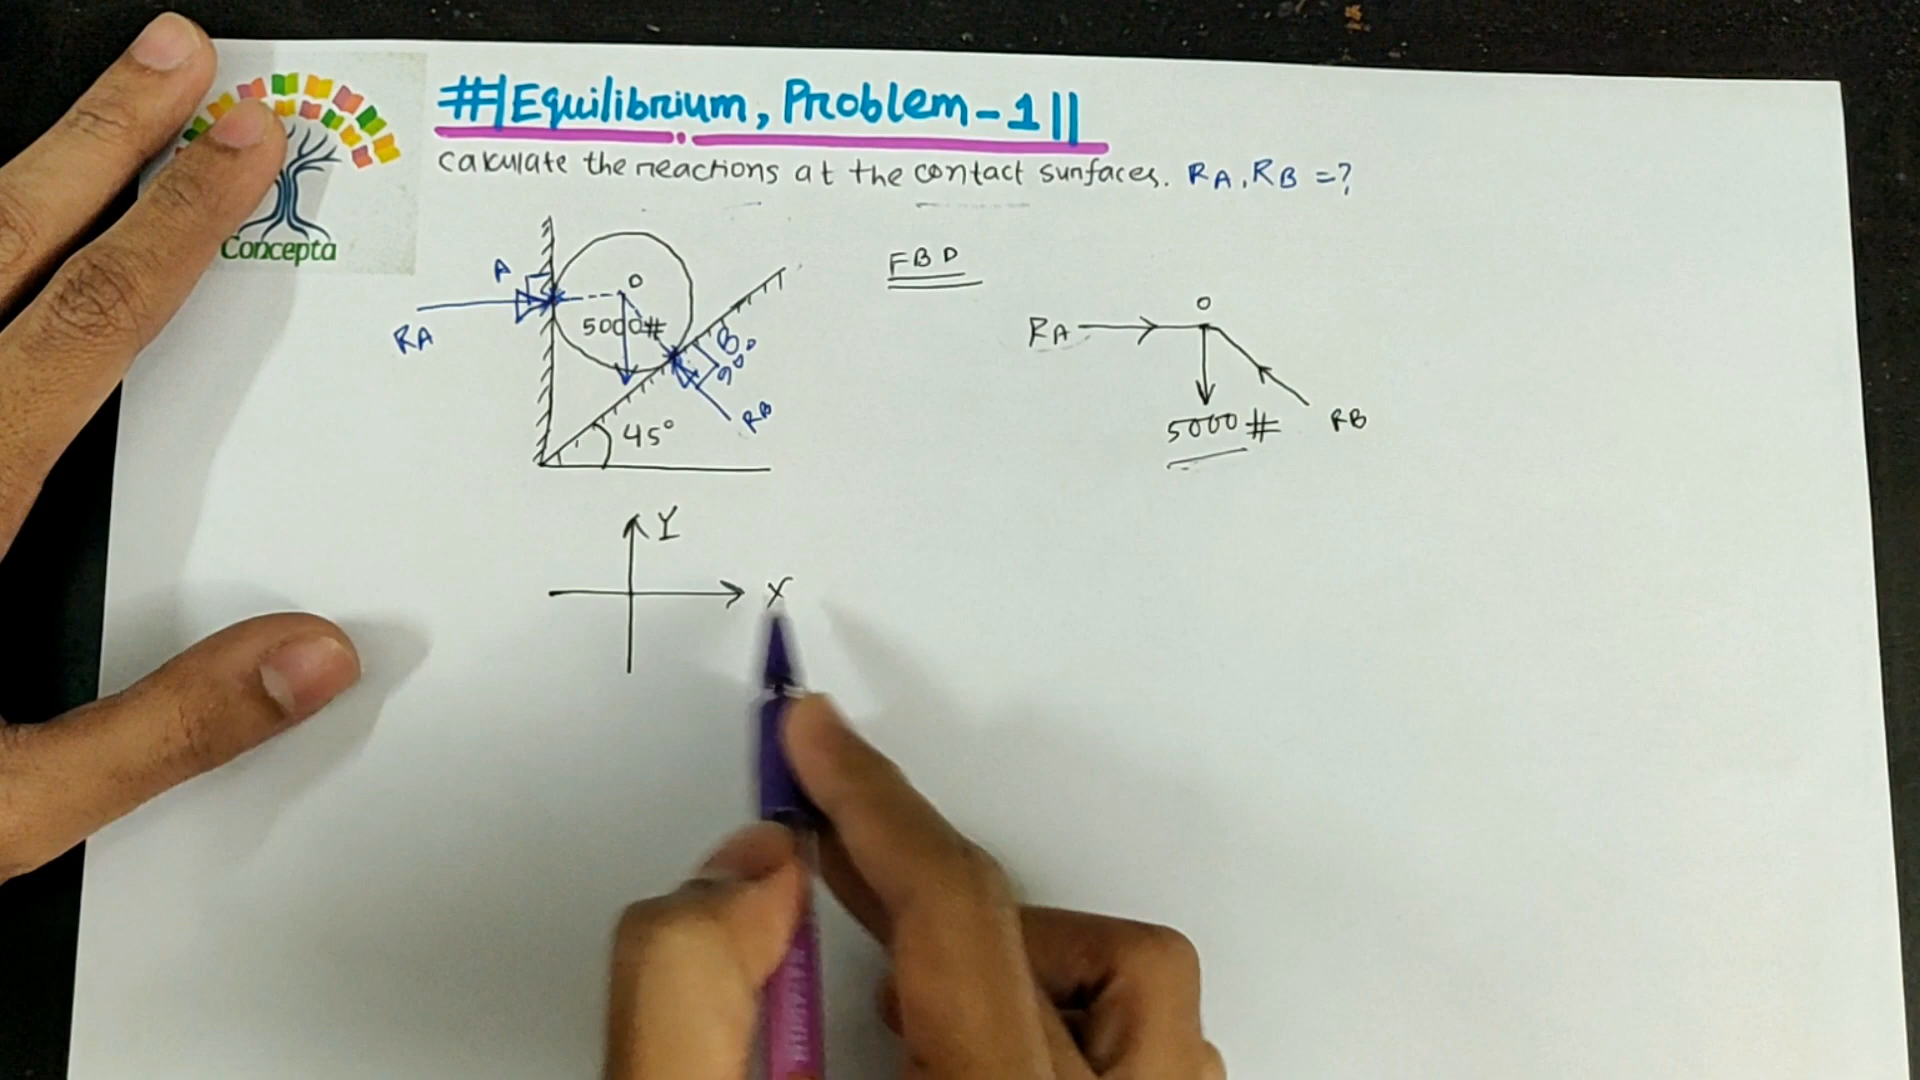 #|Equilibrium, Problem-1||
Calculate the reactions at the contact surfaces. RA, RB =?
Concepta
A
O
5000#
RA
B
90°
RB
45°
FBD
O
RA
5000#
RB
Y
X